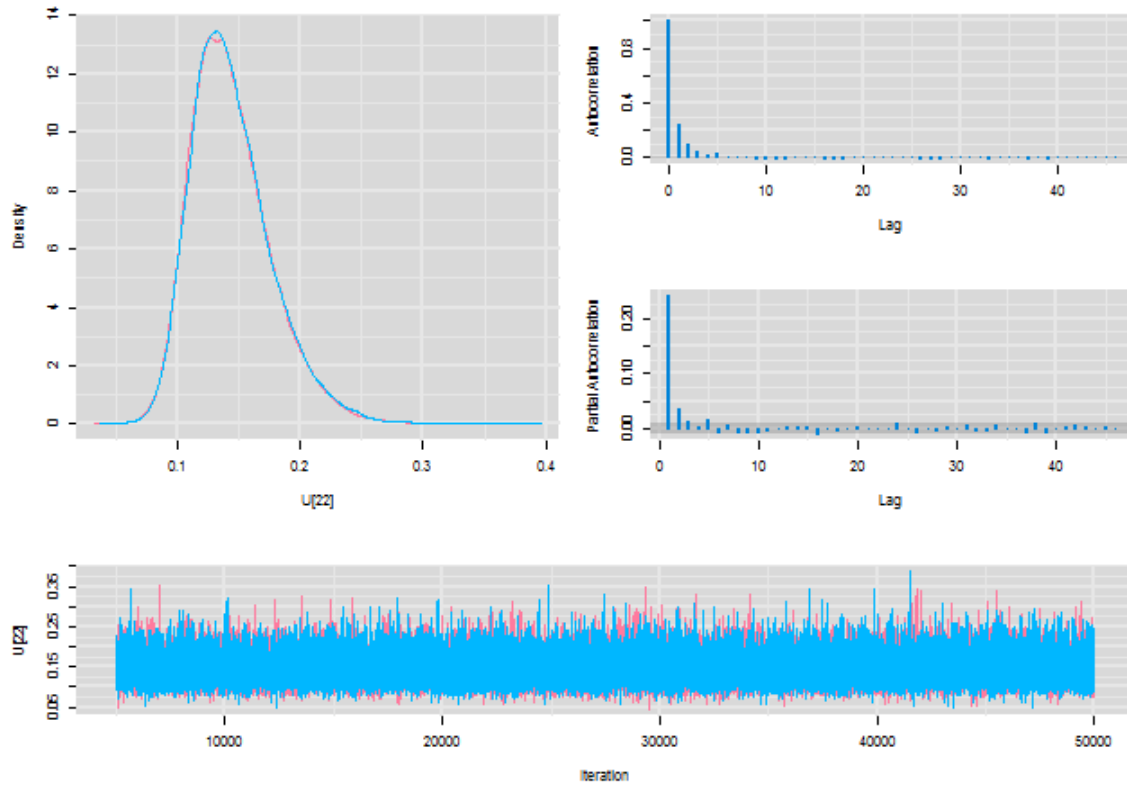 14
12
10
8
6
4
2
0
Density
0.1 0.2 0.3 0.4
U[22]
0.8
0.4
0.0
Autocorrelation
0 10 20 30 40
Lag
0.20
0.10
0.00
Partial Autocorrelation
0 10 20 30 40
Lag
0.35
0.25
0.15
0.05
U[22]
10000 20000 30000 40000 50000
Iteration